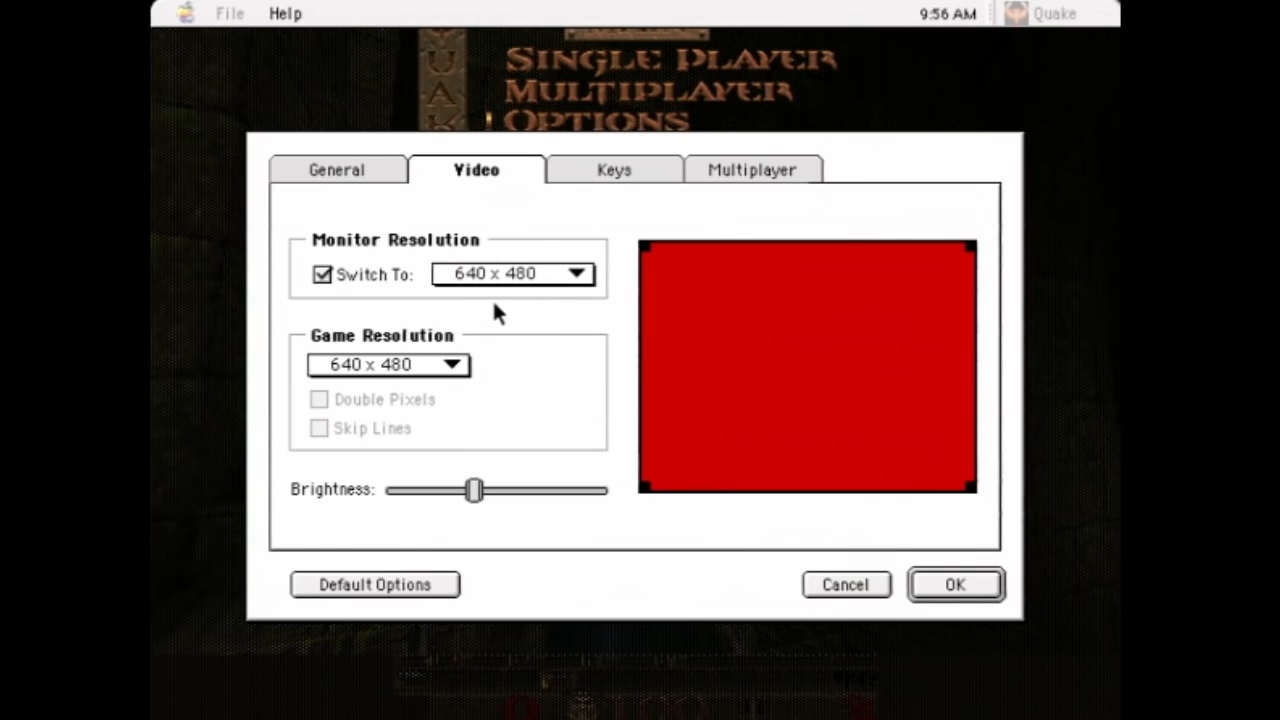 File Help 9:56 AM Quake
SINGLE PLAYER
MULTIPLAYER
OPTIONS
General Video Keys Multiplayer
Monitor Resolution
Switch To: 640 x 480
Game Resolution
640 x 480
Double Pixels
Skip Lines
Brightness:
Default Options Cancel OK